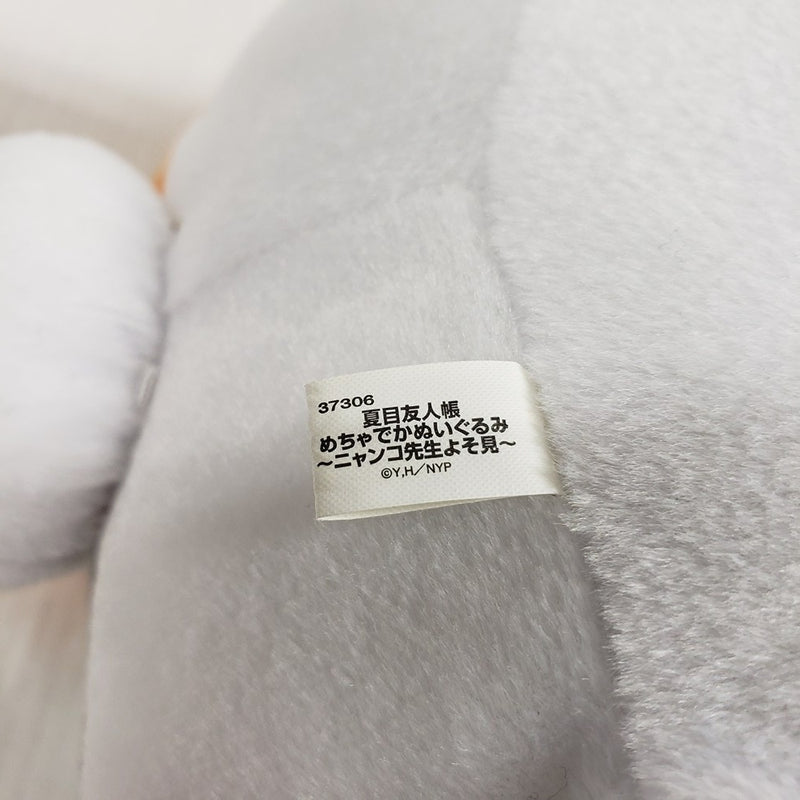 37306
夏目友人帳
めちゃでかぬいぐるみ
～ニャンコ先生よそ見～
©Y,H／NYP